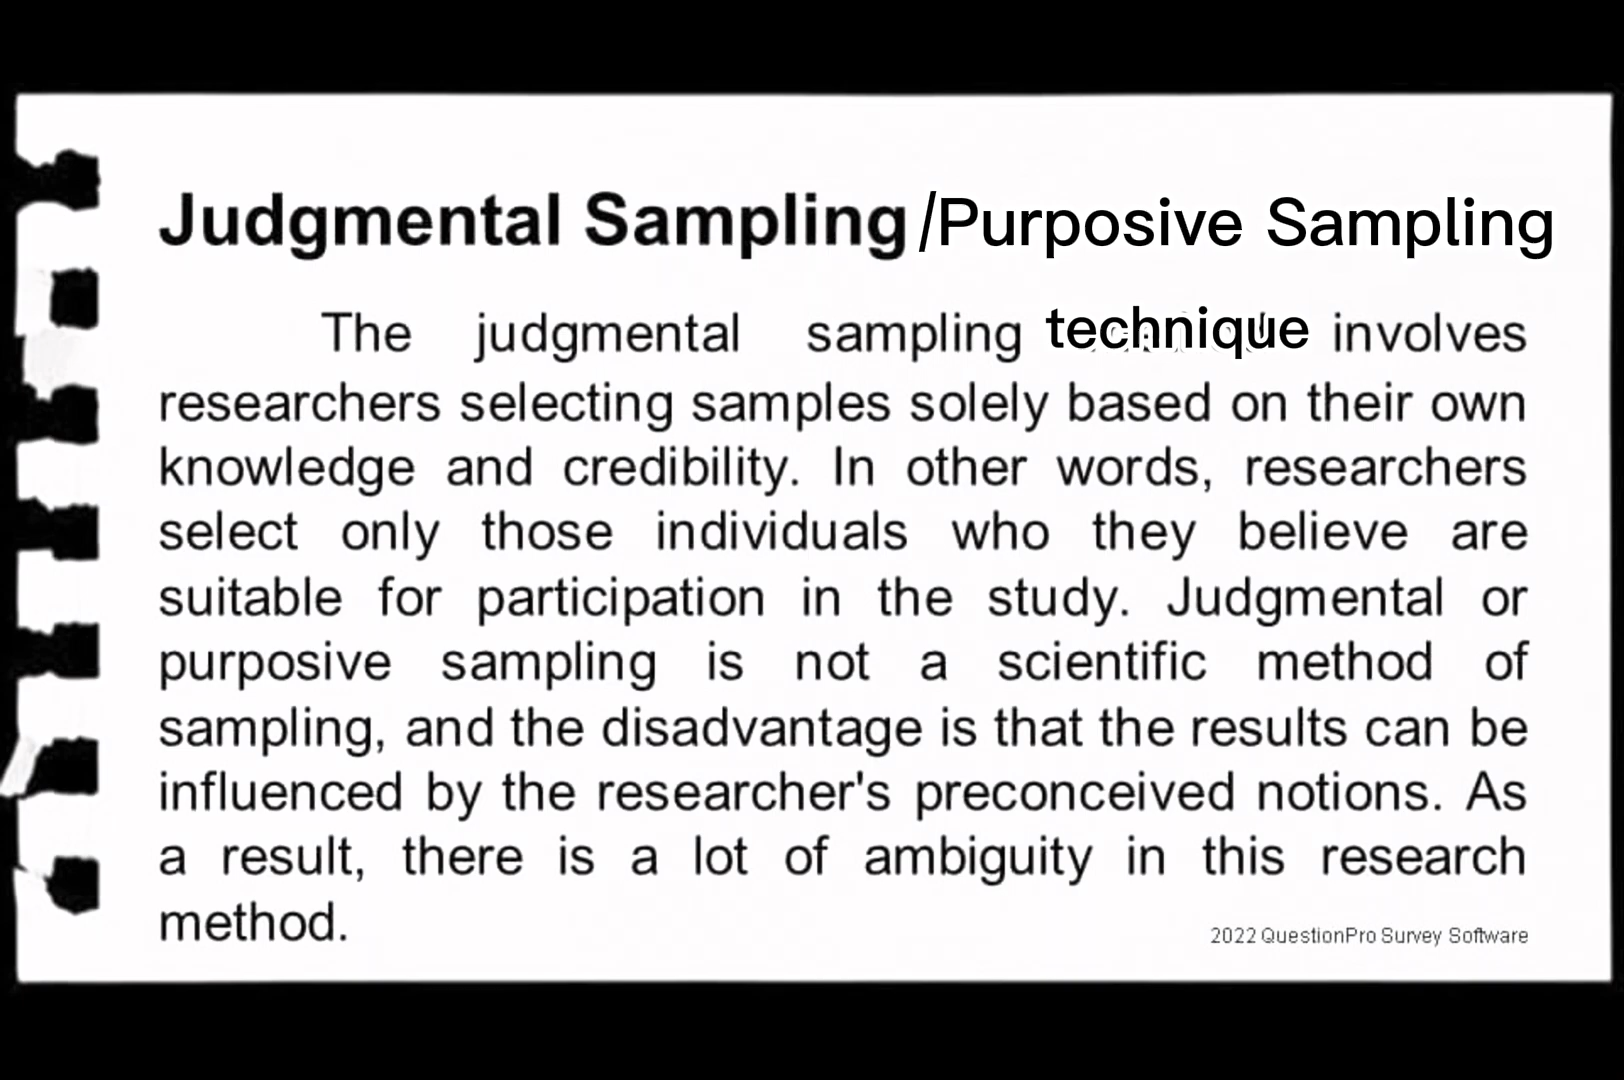 Judgmental Sampling/Purposive Sampling
The judgmental sampling technique involves
researchers selecting samples solely based on their own
knowledge and credibility. In other words, researchers
select only those individuals who they believe are
suitable for participation in the study. Judgmental or
purposive sampling is not a scientific method of
sampling, and the disadvantage is that the results can be
influenced by the researcher's preconceived notions. As
a result, there is a lot of ambiguity in this research
method.
2022 QuestionPro Survey Software